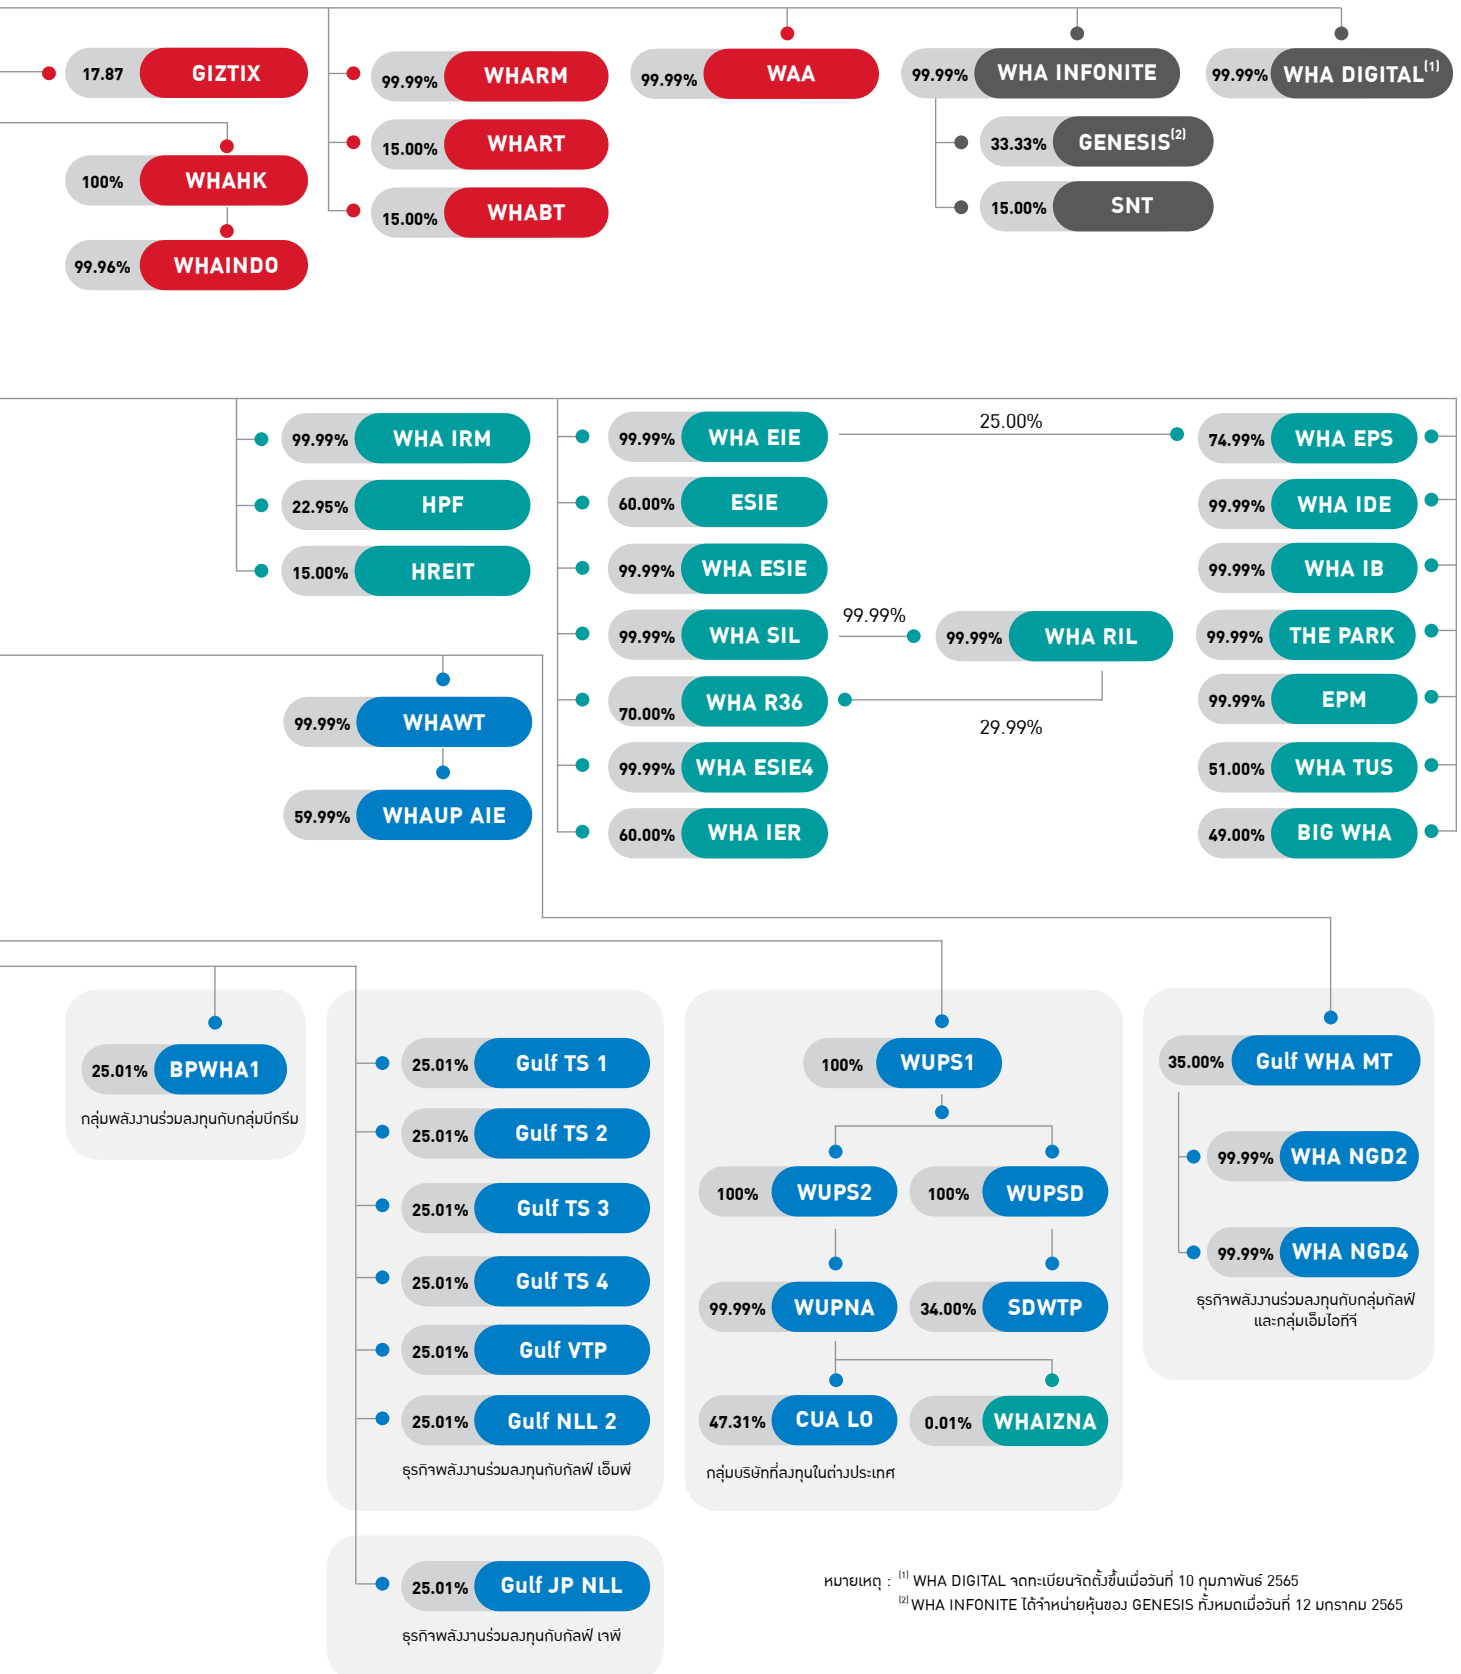 17.87 GIZTIX
100% WHAHK
99.96% WHAINDO
99.99% WHARM
15.00% WHART
15.00% WHABT
99.99% WAA
99.99% WHA INFONITE
33.33% GENESIS(2)
15.00% SNT
99.99% WHA DIGITAL(1)
99.99% WHA IRM
22.95% HPF
15.00% HREIT
99.99% WHAWT
59.99% WHAUP AIE
99.99% WHA EIE
25.00%
60.00% ESIE
99.99% WHA ESIE
99.99% WHA SIL
99.99%
99.99% WHA RIL
70.00% WHA R36
29.99%
99.99% WHA ESIE4
60.00% WHA IER
74.99% WHA EPS
99.99% WHA IDE
99.99% WHA IB
99.99% THE PARK
99.99% EPM
51.00% WHA TUS
49.00% BIG WHA
25.01% BPWHA1
กลุ่มพลังงานร่วมลงทุนกับกลุ่มบีกริม
25.01% Gulf TS 1
25.01% Gulf TS 2
25.01% Gulf TS 3
25.01% Gulf TS 4
25.01% Gulf VTP
25.01% Gulf NLL 2
ธุรกิจพลังงานร่วมลงทุนกับกัลฟ์ เอ็มพี
25.01% Gulf JP NLL
ธุรกิจพลังงานร่วมลงทุนกับกัลฟ์ เจพี
100% WUPS1
100% WUPS2
100% WUPSD
99.99% WUPNA
34.00% SDWTP
47.31% CUA LO
0.01% WHAIZNA
กลุ่มบริษัทที่ลงทุนในต่างประเทศ
35.00% Gulf WHA MT
99.99% WHA NGD2
99.99% WHA NGD4
ธุรกิจพลังงานร่วมลงทุนกับกลุ่มกัลฟ์
และกลุ่มเอ็มไอทีจี
หมายเหตุ : (1) WHA DIGITAL จดทะเบียนจัดตั้งขึ้นเมื่อวันที่ 10 กุมภาพันธ์ 2565
(2) WHA INFONITE ได้จำหน่ายหุ้นของ GENESIS ทั้งหมดเมื่อวันที่ 12 มกราคม 2565